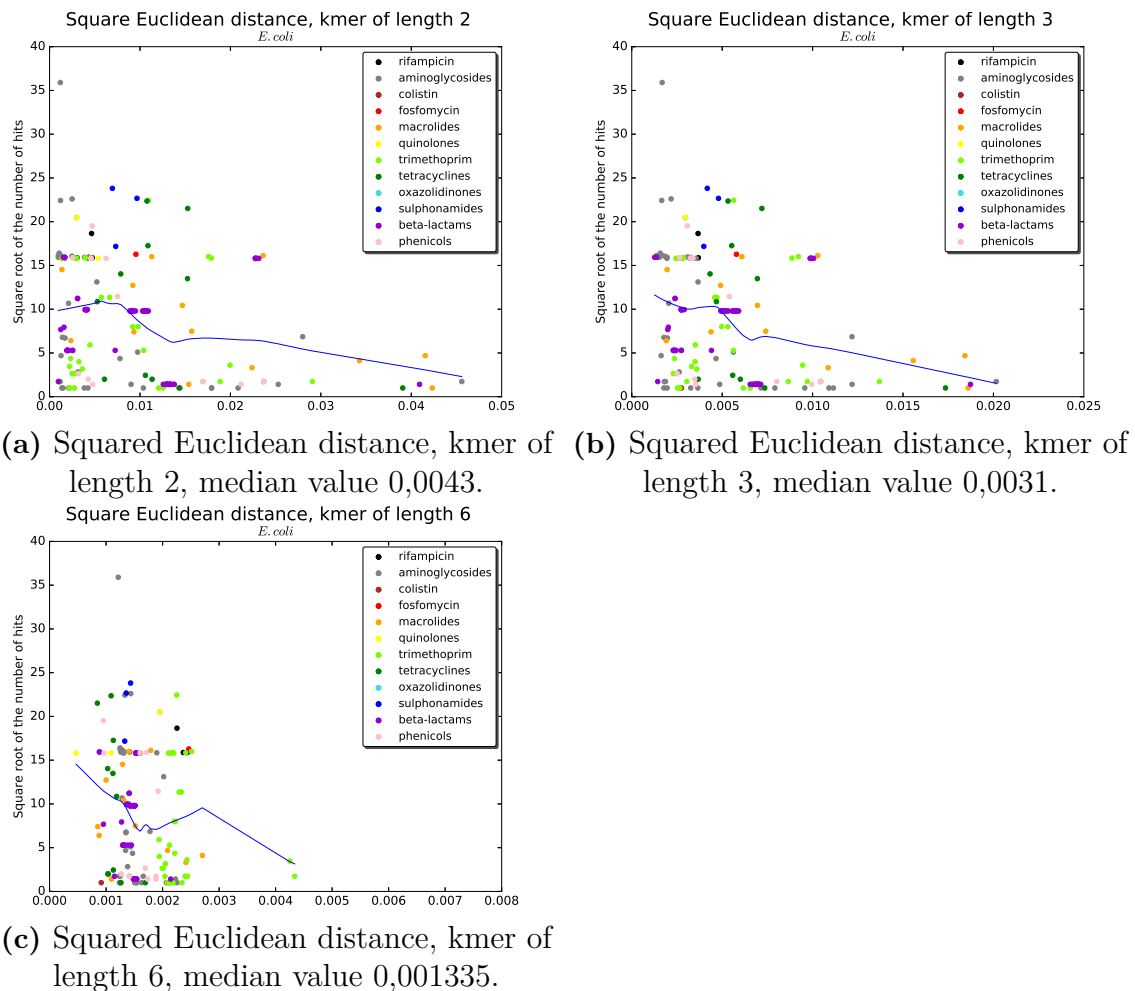 Square Euclidean distance, kmer of length 2
E.coli
Square root of the number of hits
40
35
30
25
20
15
10
5
0
0.00 0.01 0.02 0.03 0.04 0.05
rifampicin
aminoglycosides
colistin
fosfomycin
macrolides
quinolones
trimethoprim
tetracyclines
oxazolidinones
sulphonamides
beta-lactams
phenicols
(a) Squared Euclidean distance, kmer of
length 2, median value 0,0043.
Square Euclidean distance, kmer of length 3
E.coli
Square root of the number of hits
40
35
30
25
20
15
10
5
0
0.000 0.005 0.010 0.015 0.020 0.025
rifampicin
aminoglycosides
colistin
fosfomycin
macrolides
quinolones
trimethoprim
tetracyclines
oxazolidinones
sulphonamides
beta-lactams
phenicols
(b) Squared Euclidean distance, kmer of
length 3, median value 0,0031.
Square Euclidean distance, kmer of length 6
E.coli
Square root of the number of hits
40
35
30
25
20
15
10
5
0
0.000 0.001 0.002 0.003 0.004 0.005 0.006 0.007 0.008
rifampicin
aminoglycosides
colistin
fosfomycin
macrolides
quinolones
trimethoprim
tetracyclines
oxazolidinones
sulphonamides
beta-lactams
phenicols
(c) Squared Euclidean distance, kmer of
length 6, median value 0,001335.